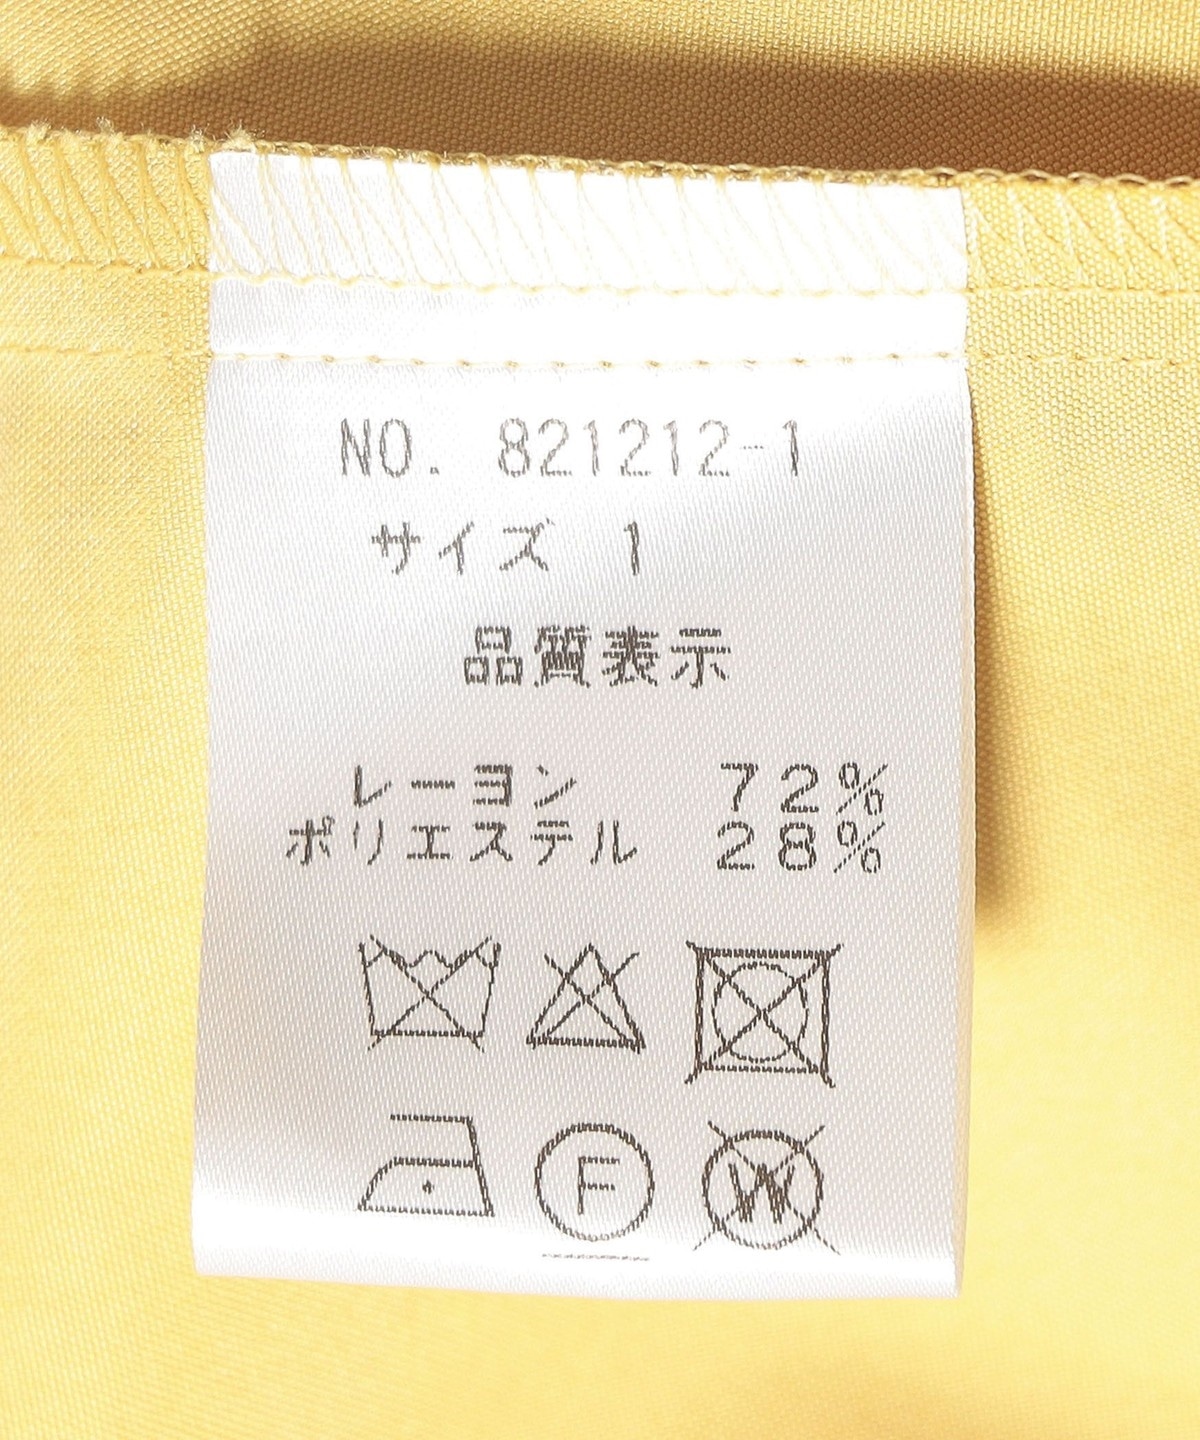 NO. 821212-1
サイズ 1
品質表示
レーヨン 72%
ポリエステル 28%
F W